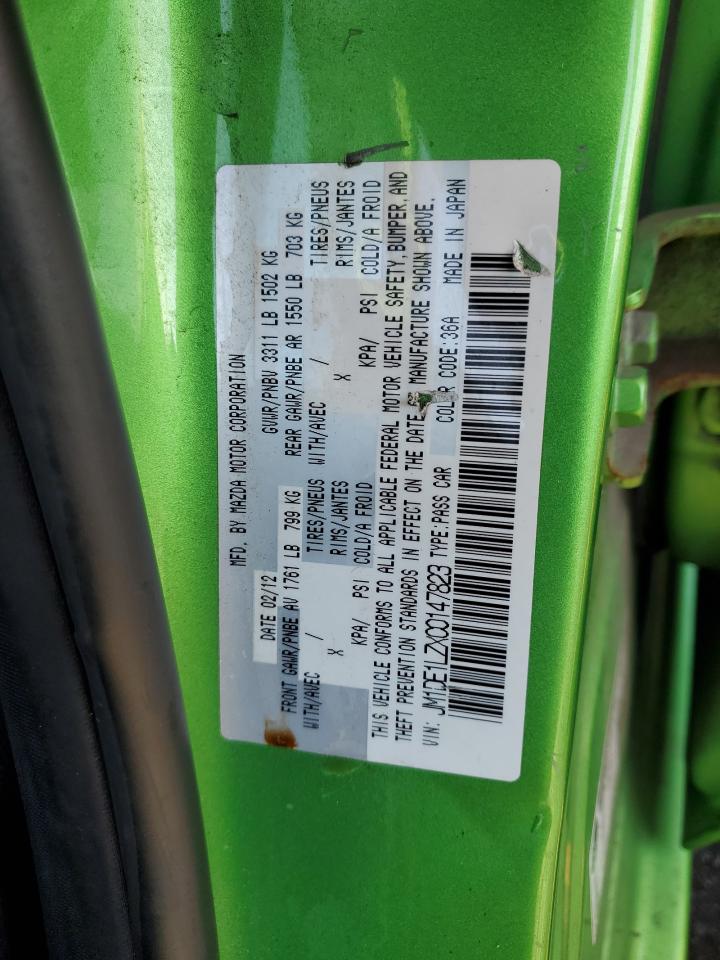 MFD. BY MAZDA MOTOR CORPORATION
DATE 02/12 GVWR/PNBV 3311 LB 1502 KG
FRONT GAWR/PNBE AV 1761 LB 799 KG REAR GAWR/PNBE AR 1550 LB 703 KG
WITH/AVEC / TIRES/PNEUS WITH/AVEC / TIRES/PNEUS
X RIMS/JANTES X RIMS/JANTES
KPA/ PSI COLD/A FROID KPA/ PSI COLD/A FROID
THIS VEHICLE CONFORMS TO ALL APPLICABLE FEDERAL MOTOR VEHICLE SAFETY, BUMPER, AND
THEFT PREVENTION STANDARDS IN EFFECT ON THE DATE MANUFACTURE SHOWN ABOVE.
VIN: JM1DE1LZXC0147823 TYPE:PASS CAR COLOR CODE:36A MADE IN JAPAN